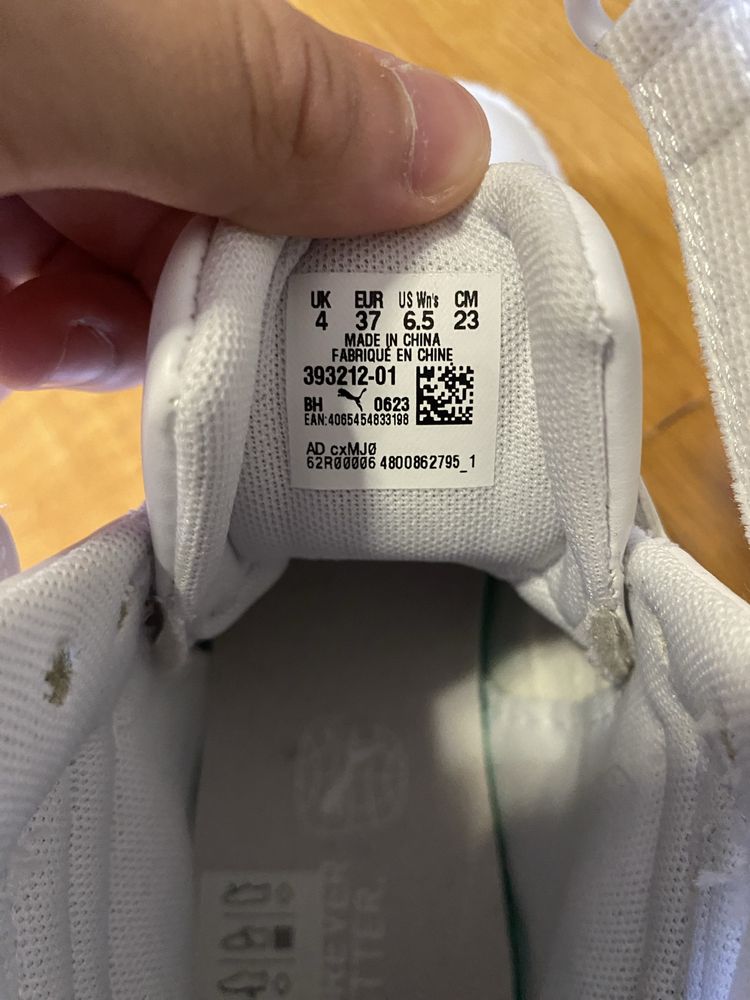 UK EUR US Wn's CM
4 37 6.5 23
MADE IN CHINA
FABRIQUÉ EN CHINE
393212-01
BH 0623
EAN:4065454833198
AD cxMJ0
62R00006 4800862795_1